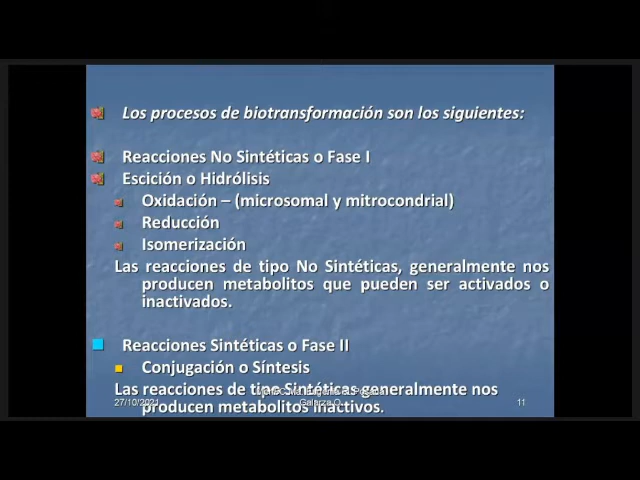 Los procesos de biotransformación son los siguientes:
Reacciones No Sintéticas o Fase I
Escición o Hidrólisis
Oxidación – (microsomal y mitrocondrial)
Reducción
Isomerización
Las reacciones de tipo No Sintéticas, generalmente nos
producen metabolitos que pueden ser activados o
inactivados.
Reacciones Sintéticas o Fase II
Conjugación o Síntesis
Las reacciones de tipo Sintéticas generalmente nos
producen metabolitos inactivos.
27/10/2021
11